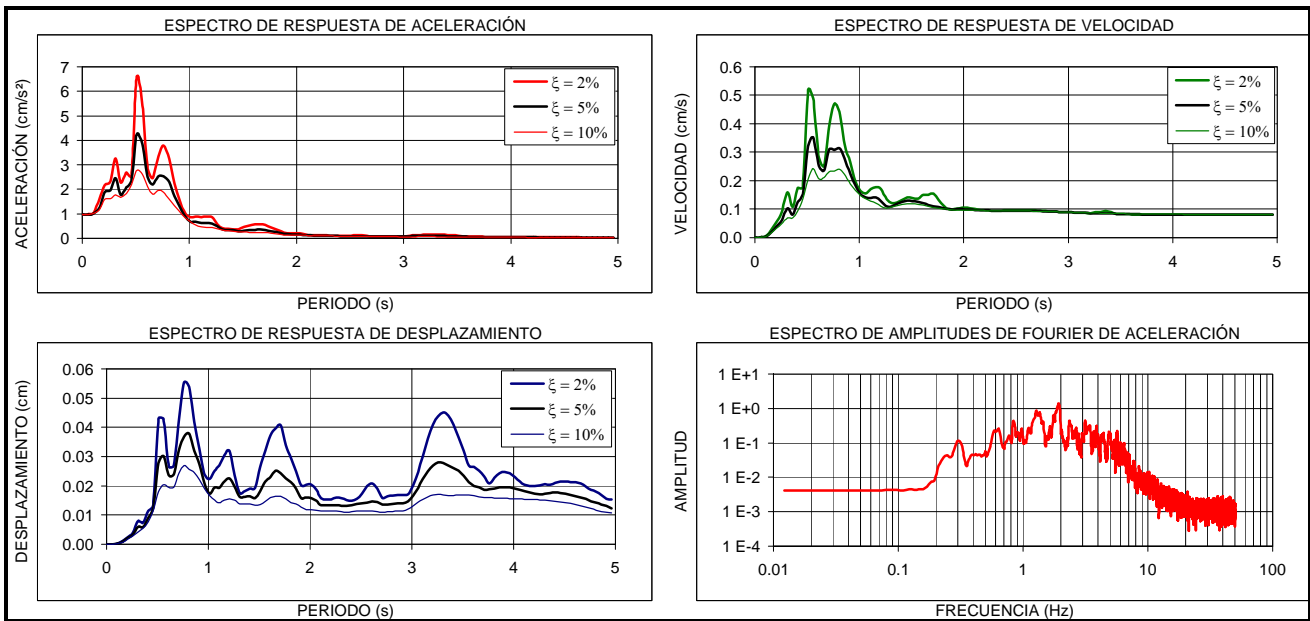 ESPECTRO DE RESPUESTA DE ACELERACIÓN
ACELERACIÓN (cm/s²)
7
6
5
4
3
2
1
0
ξ = 2%
ξ = 5%
ξ = 10%
0 1 2 3 4 5
PERIODO (s)
ESPECTRO DE RESPUESTA DE VELOCIDAD
VELOCIDAD (cm/s)
0.6
0.5
0.4
0.3
0.2
0.1
0.0
ξ = 2%
ξ = 5%
ξ = 10%
0 1 2 3 4 5
PERIODO (s)
ESPECTRO DE RESPUESTA DE DESPLAZAMIENTO
DESPLAZAMIENTO (cm)
0.06
0.05
0.04
0.03
0.02
0.01
0.00
ξ = 2%
ξ = 5%
ξ = 10%
0 1 2 3 4 5
PERIODO (s)
ESPECTRO DE AMPLITUDES DE FOURIER DE ACELERACIÓN
AMPLITUD
1 E+1
1 E+0
1 E-1
1 E-2
1 E-3
1 E-4
0.01 0.1 1 10 100
FRECUENCIA (Hz)